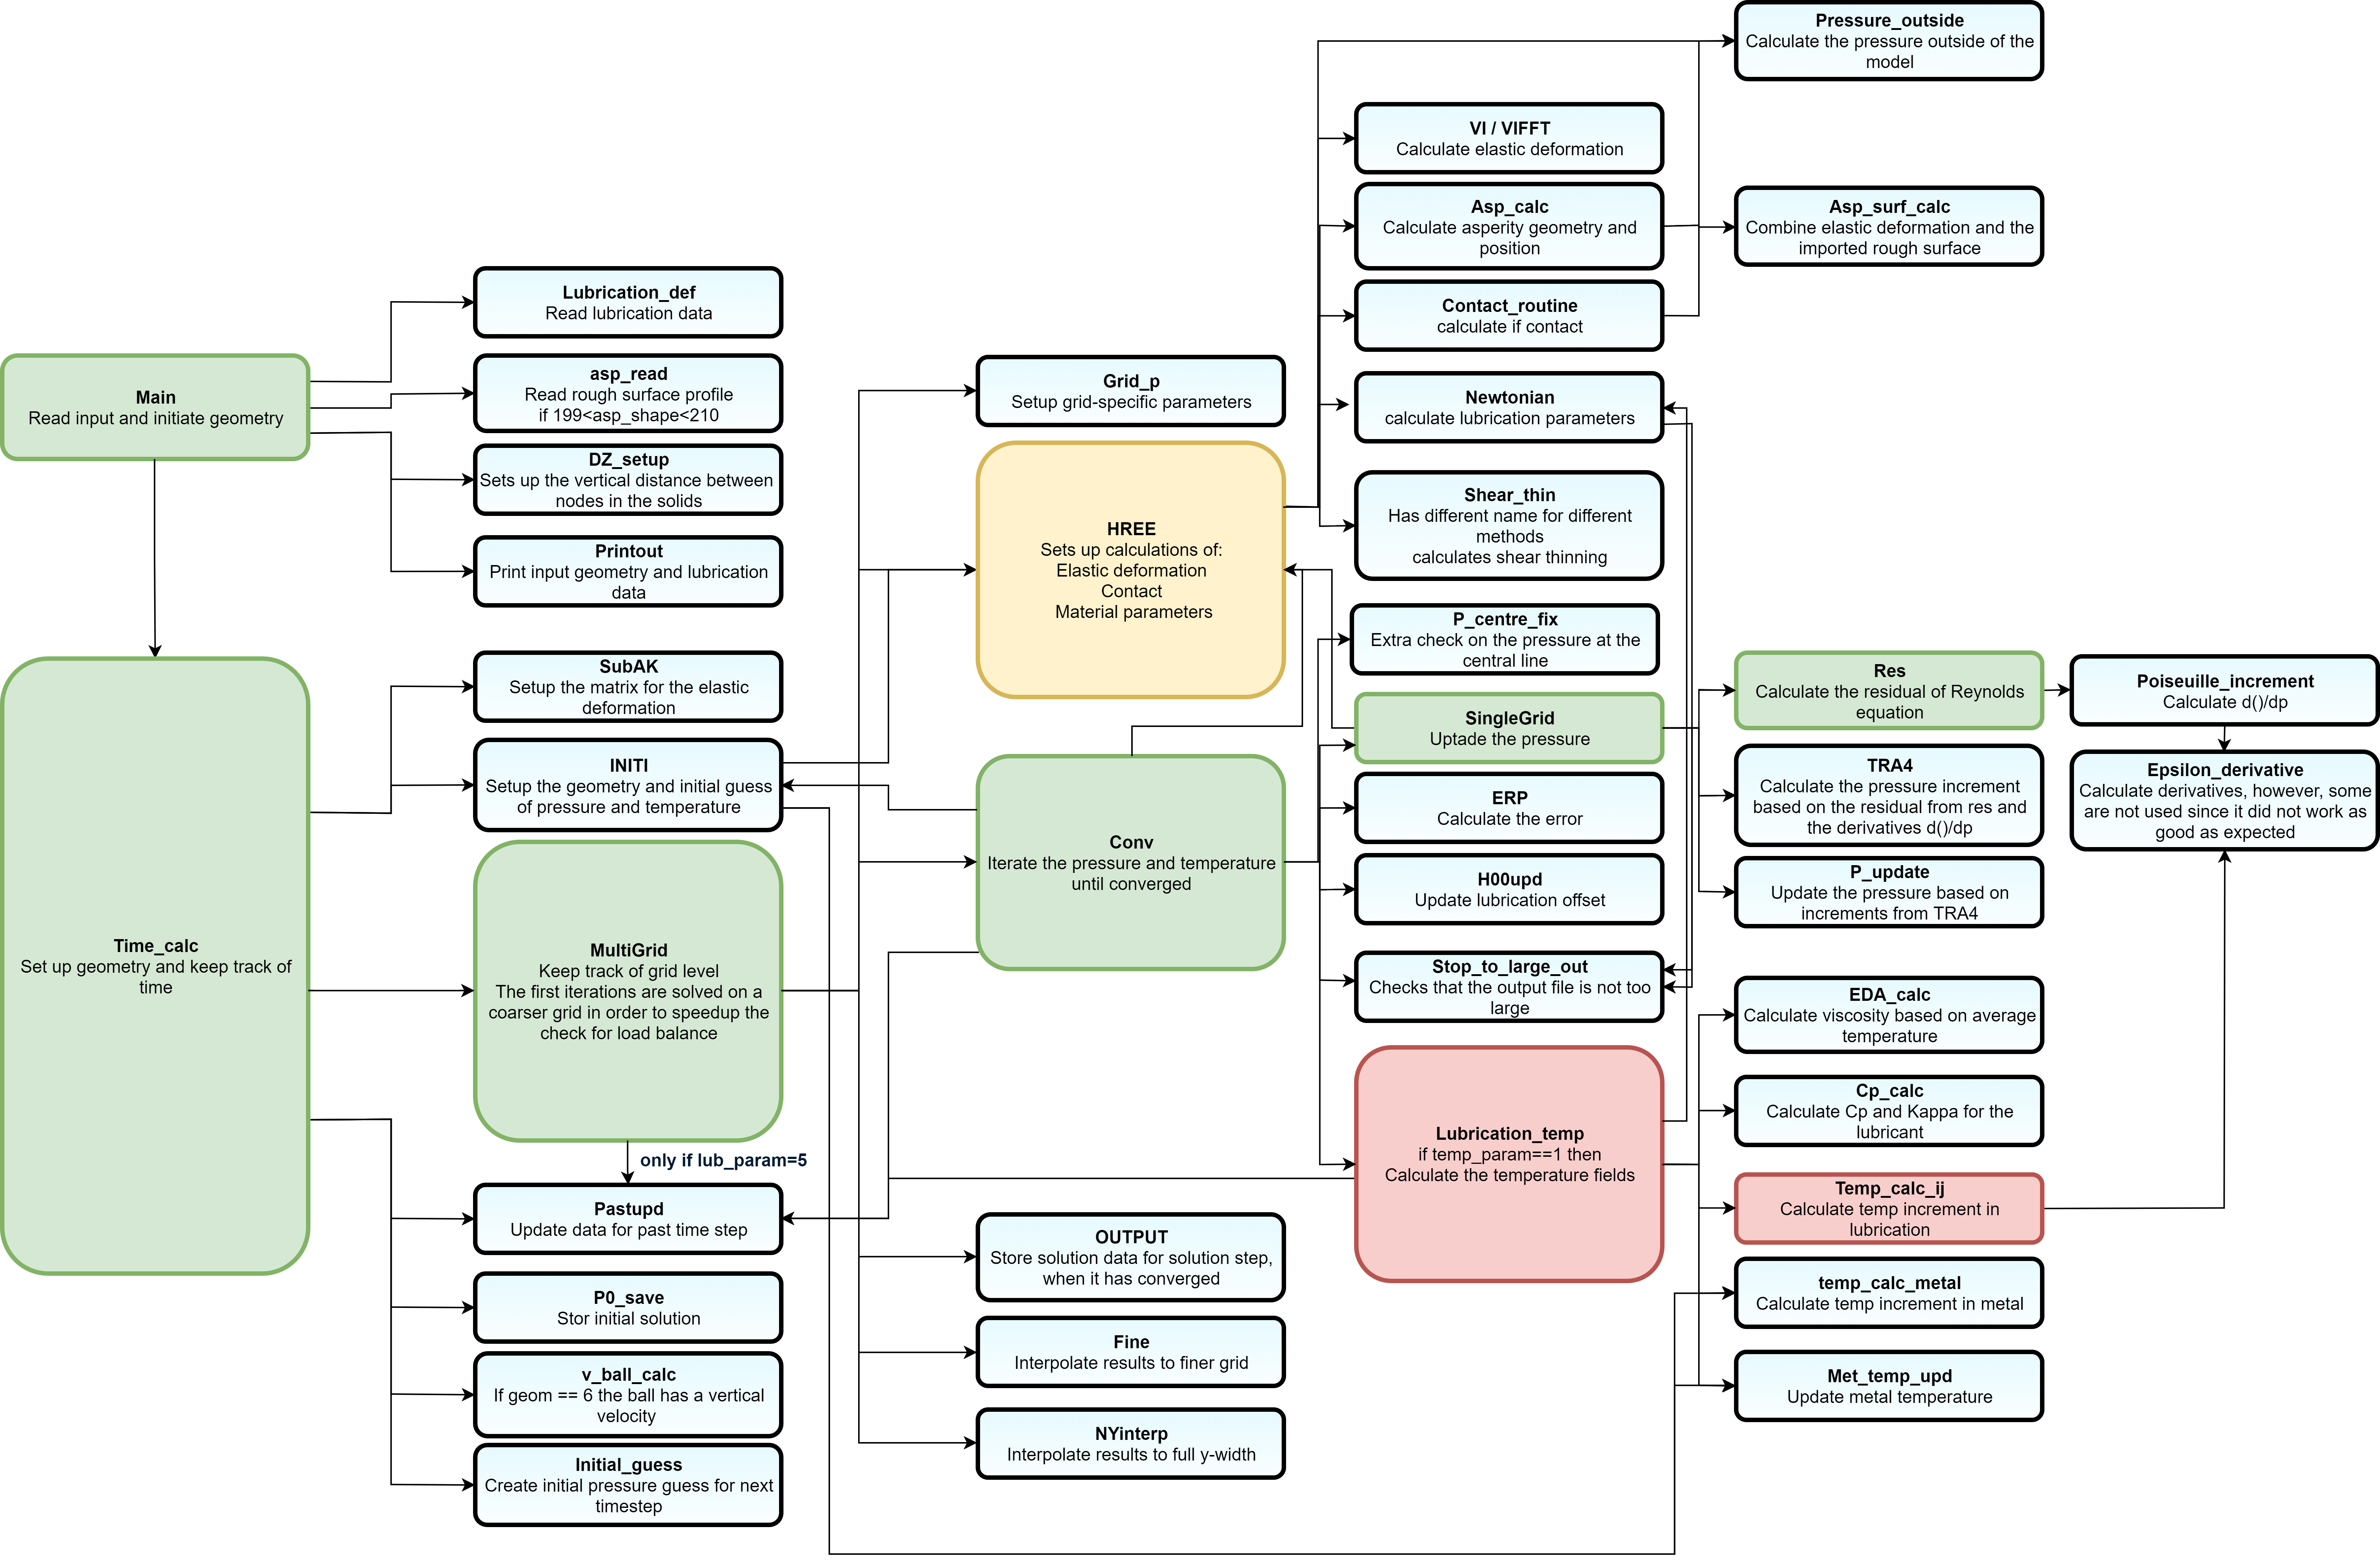 Main
Read input and initiate geometry
Time_calc
Set up geometry and keep track of
time
Lubrication_def
Read lubrication data
asp_read
Read rough surface profile
if 199<asp_shape<210
DZ_setup
Sets up the vertical distance between
nodes in the solids
Printout
Print input geometry and lubrication
data
SubAK
Setup the matrix for the elastic
deformation
INITI
Setup the geometry and initial guess
of pressure and temperature
MultiGrid
Keep track of grid level
The first iterations are solved on a
coarser grid in order to speedup the
check for load balance
only if lub_param=5
Pastupd
Update data for past time step
P0_save
Stor initial solution
v_ball_calc
If geom == 6 the ball has a vertical
velocity
Initial_guess
Create initial pressure guess for next
timestep
Grid_p
Setup grid-specific parameters
HREE
Sets up calculations of:
Elastic deformation
Contact
Material parameters
Conv
Iterate the pressure and temperature
until converged
OUTPUT
Store solution data for solution step,
when it has converged
Fine
Interpolate results to finer grid
NYinterp
Interpolate results to full y-width
VI / VIFFT
Calculate elastic deformation
Asp_calc
Calculate asperity geometry and
position
Contact_routine
calculate if contact
Newtonian
calculate lubrication parameters
Shear_thin
Has different name for different
methods
calculates shear thinning
P_centre_fix
Extra check on the pressure at the
central line
SingleGrid
Uptade the pressure
ERP
Calculate the error
H00upd
Update lubrication offset
Stop_to_large_out
Checks that the output file is not too
large
Lubrication_temp
if temp_param==1 then
Calculate the temperature fields
Pressure_outside
Calculate the pressure outside of the
model
Asp_surf_calc
Combine elastic deformation and the
imported rough surface
Res
Calculate the residual of Reynolds
equation
TRA4
Calculate the pressure increment
based on the residual from res and
the derivatives d()/dp
P_update
Update the pressure based on
increments from TRA4
EDA_calc
Calculate viscosity based on average
temperature
Cp_calc
Calculate Cp and Kappa for the
lubricant
Temp_calc_ij
Calculate temp increment in
lubrication
temp_calc_metal
Calculate temp increment in metal
Met_temp_upd
Update metal temperature
Poiseuille_increment
Calculate d()/dp
Epsilon_derivative
Calculate derivatives, however, some
are not used since it did not work as
good as expected